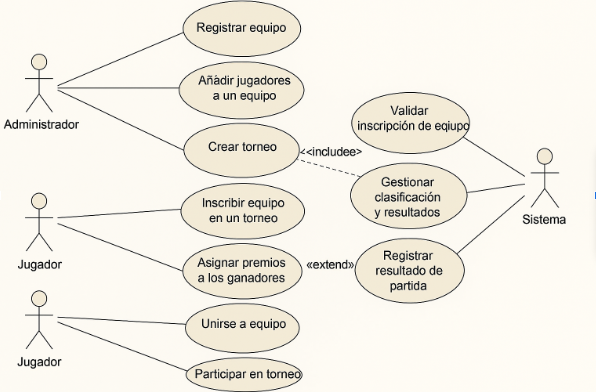 Registrar equipo
Administrador
Añàdir jugadores
a un equipo
Crear torneo
<<includee>
Validar
inscripción de eqiupo
Gestionar
clasificación
y resultados
Sistema
Jugador
Inscribir equipo
en un torneo
Asignar premios
a los ganadores
«extend»
Registrar
resultado de
partida
Jugador
Unirse a equipo
Participar en torneo